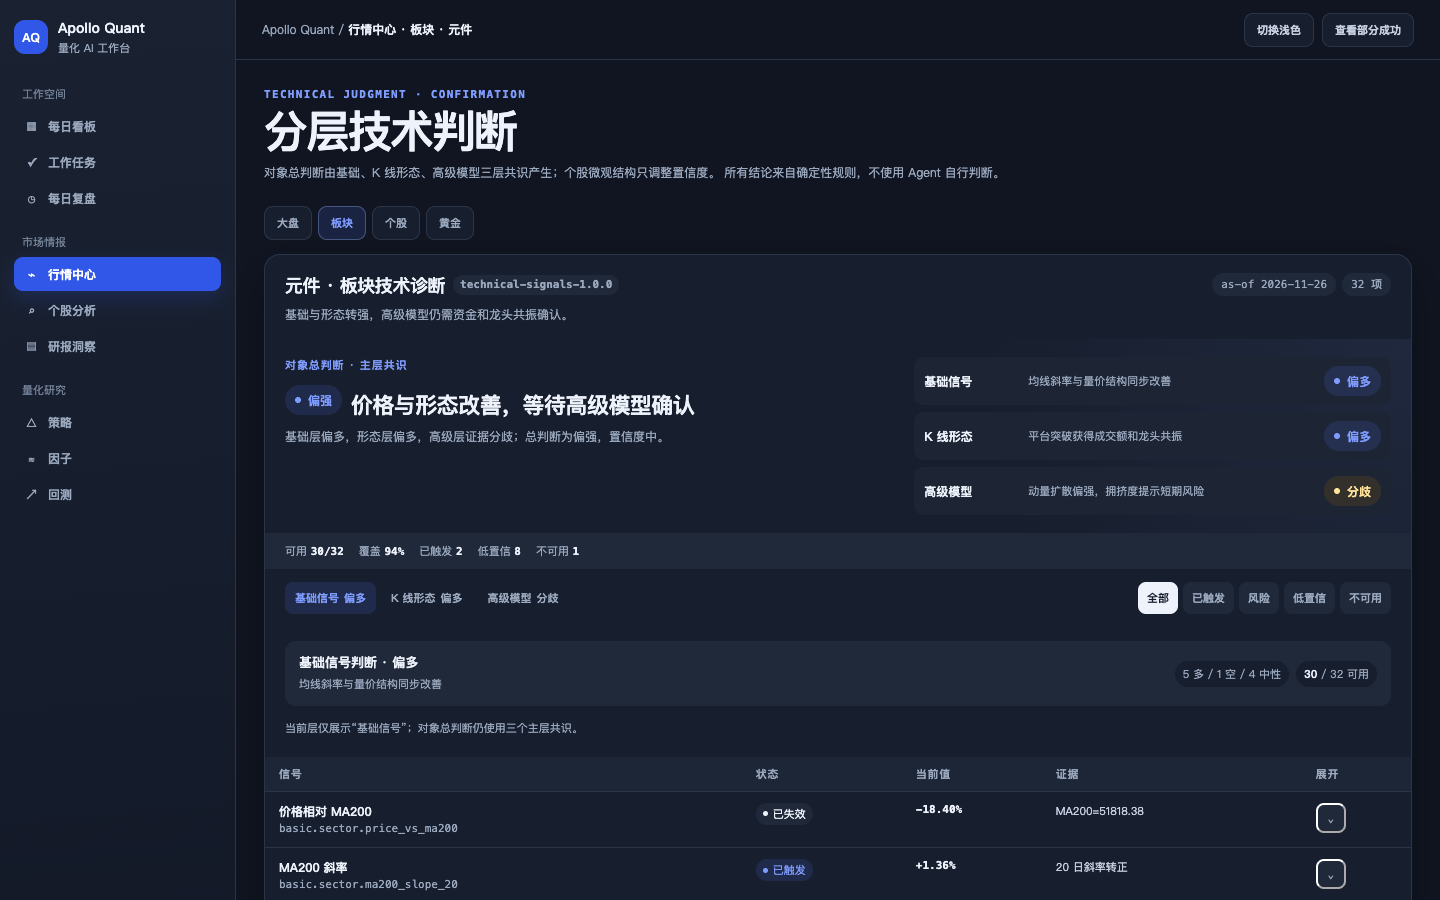 AQ
Apollo Quant
量化 AI 工作台
工作空间
每日看板
工作任务
每日复盘
市场情报
行情中心
个股分析
研报洞察
量化研究
策略
因子
回测
Apollo Quant / 行情中心 · 板块 · 元件
切换浅色
查看部分成功
TECHNICAL JUDGMENT · CONFIRMATION
分层技术判断
对象总判断由基础、K 线形态、高级模型三层共识产生；个股微观结构只调整置信度。 所有结论来自确定性规则，不使用 Agent 自行判断。
大盘 板块 个股 黄金
元件 · 板块技术诊断 technical-signals-1.0.0
as-of 2026-11-26 32 项
基础与形态转强，高级模型仍需资金和龙头共振确认。
对象总判断 · 主层共识
偏强 价格与形态改善，等待高级模型确认
基础层偏多，形态层偏多，高级层证据分歧；总判断为偏强，置信度中。
基础信号 均线斜率与量价结构同步改善 偏多
K 线形态 平台突破获得成交额和龙头共振 偏多
高级模型 动量扩散偏强，拥挤度提示短期风险 分歧
可用 30/32 覆盖 94% 已触发 2 低置信 8 不可用 1
基础信号 偏多 K 线形态 偏多 高级模型 分歧
全部 已触发 风险 低置信 不可用
基础信号判断 · 偏多
均线斜率与量价结构同步改善
5 多 / 1 空 / 4 中性 30 / 32 可用
当前层仅展示“基础信号”；对象总判断仍使用三个主层共识。
信号 状态 当前值 证据 展开
价格相对 MA200 已失效 -18.40% MA200=51818.38
basic.sector.price_vs_ma200
MA200 斜率 已触发 +1.36% 20 日斜率转正
basic.sector.ma200_slope_20